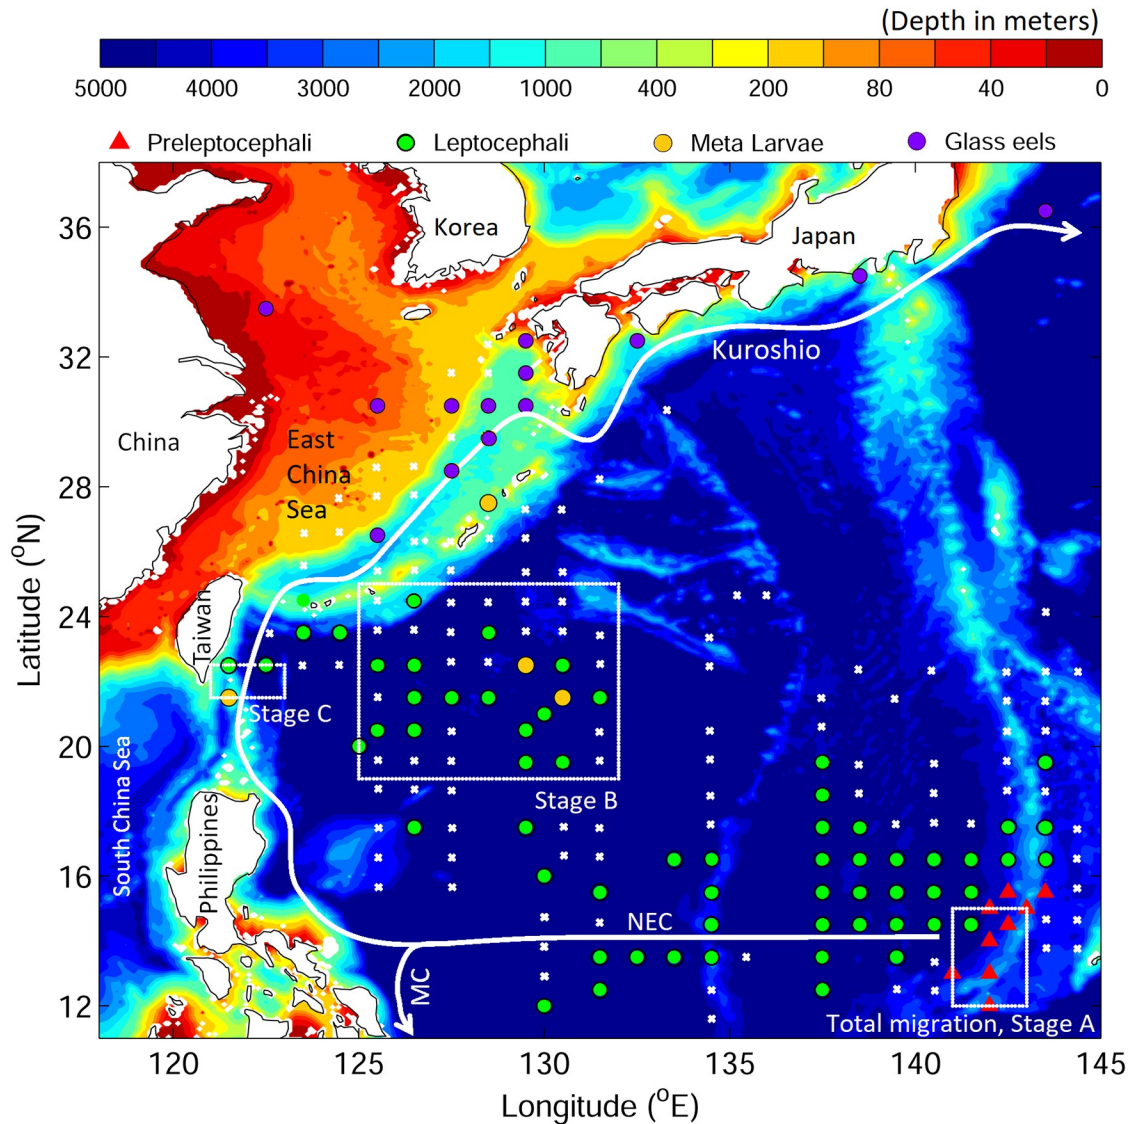 (Depth in meters)
5000 4000 3000 2000 1000 400 200 80 40 0
Preleptocephali Leptocephali Meta Larvae Glass eels
36
32
28
24
20
16
12
Latitude (°N)
Korea
Japan
Kuroshio
China
East
China
Sea
Taiwan
Stage C
Stage B
South China Sea
Philippines
NEC
MC
Total migration, Stage A
120 125 130 135 140 145
Longitude (°E)